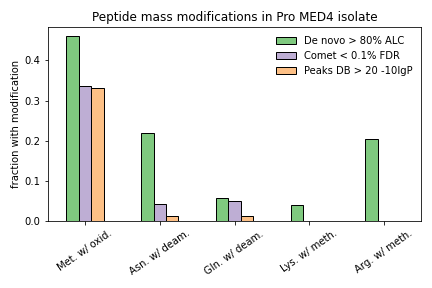 Peptide mass modifications in Pro MED4 isolate
De novo > 80% ALC
Comet < 0.1% FDR
Peaks DB > 20 -10lgP
fraction with modification
0.4
0.3
0.2
0.1
0.0
Met. w/ oxid.
Asn. w/ deam.
Gln. w/ deam.
Lys. w/ meth.
Arg. w/ meth.